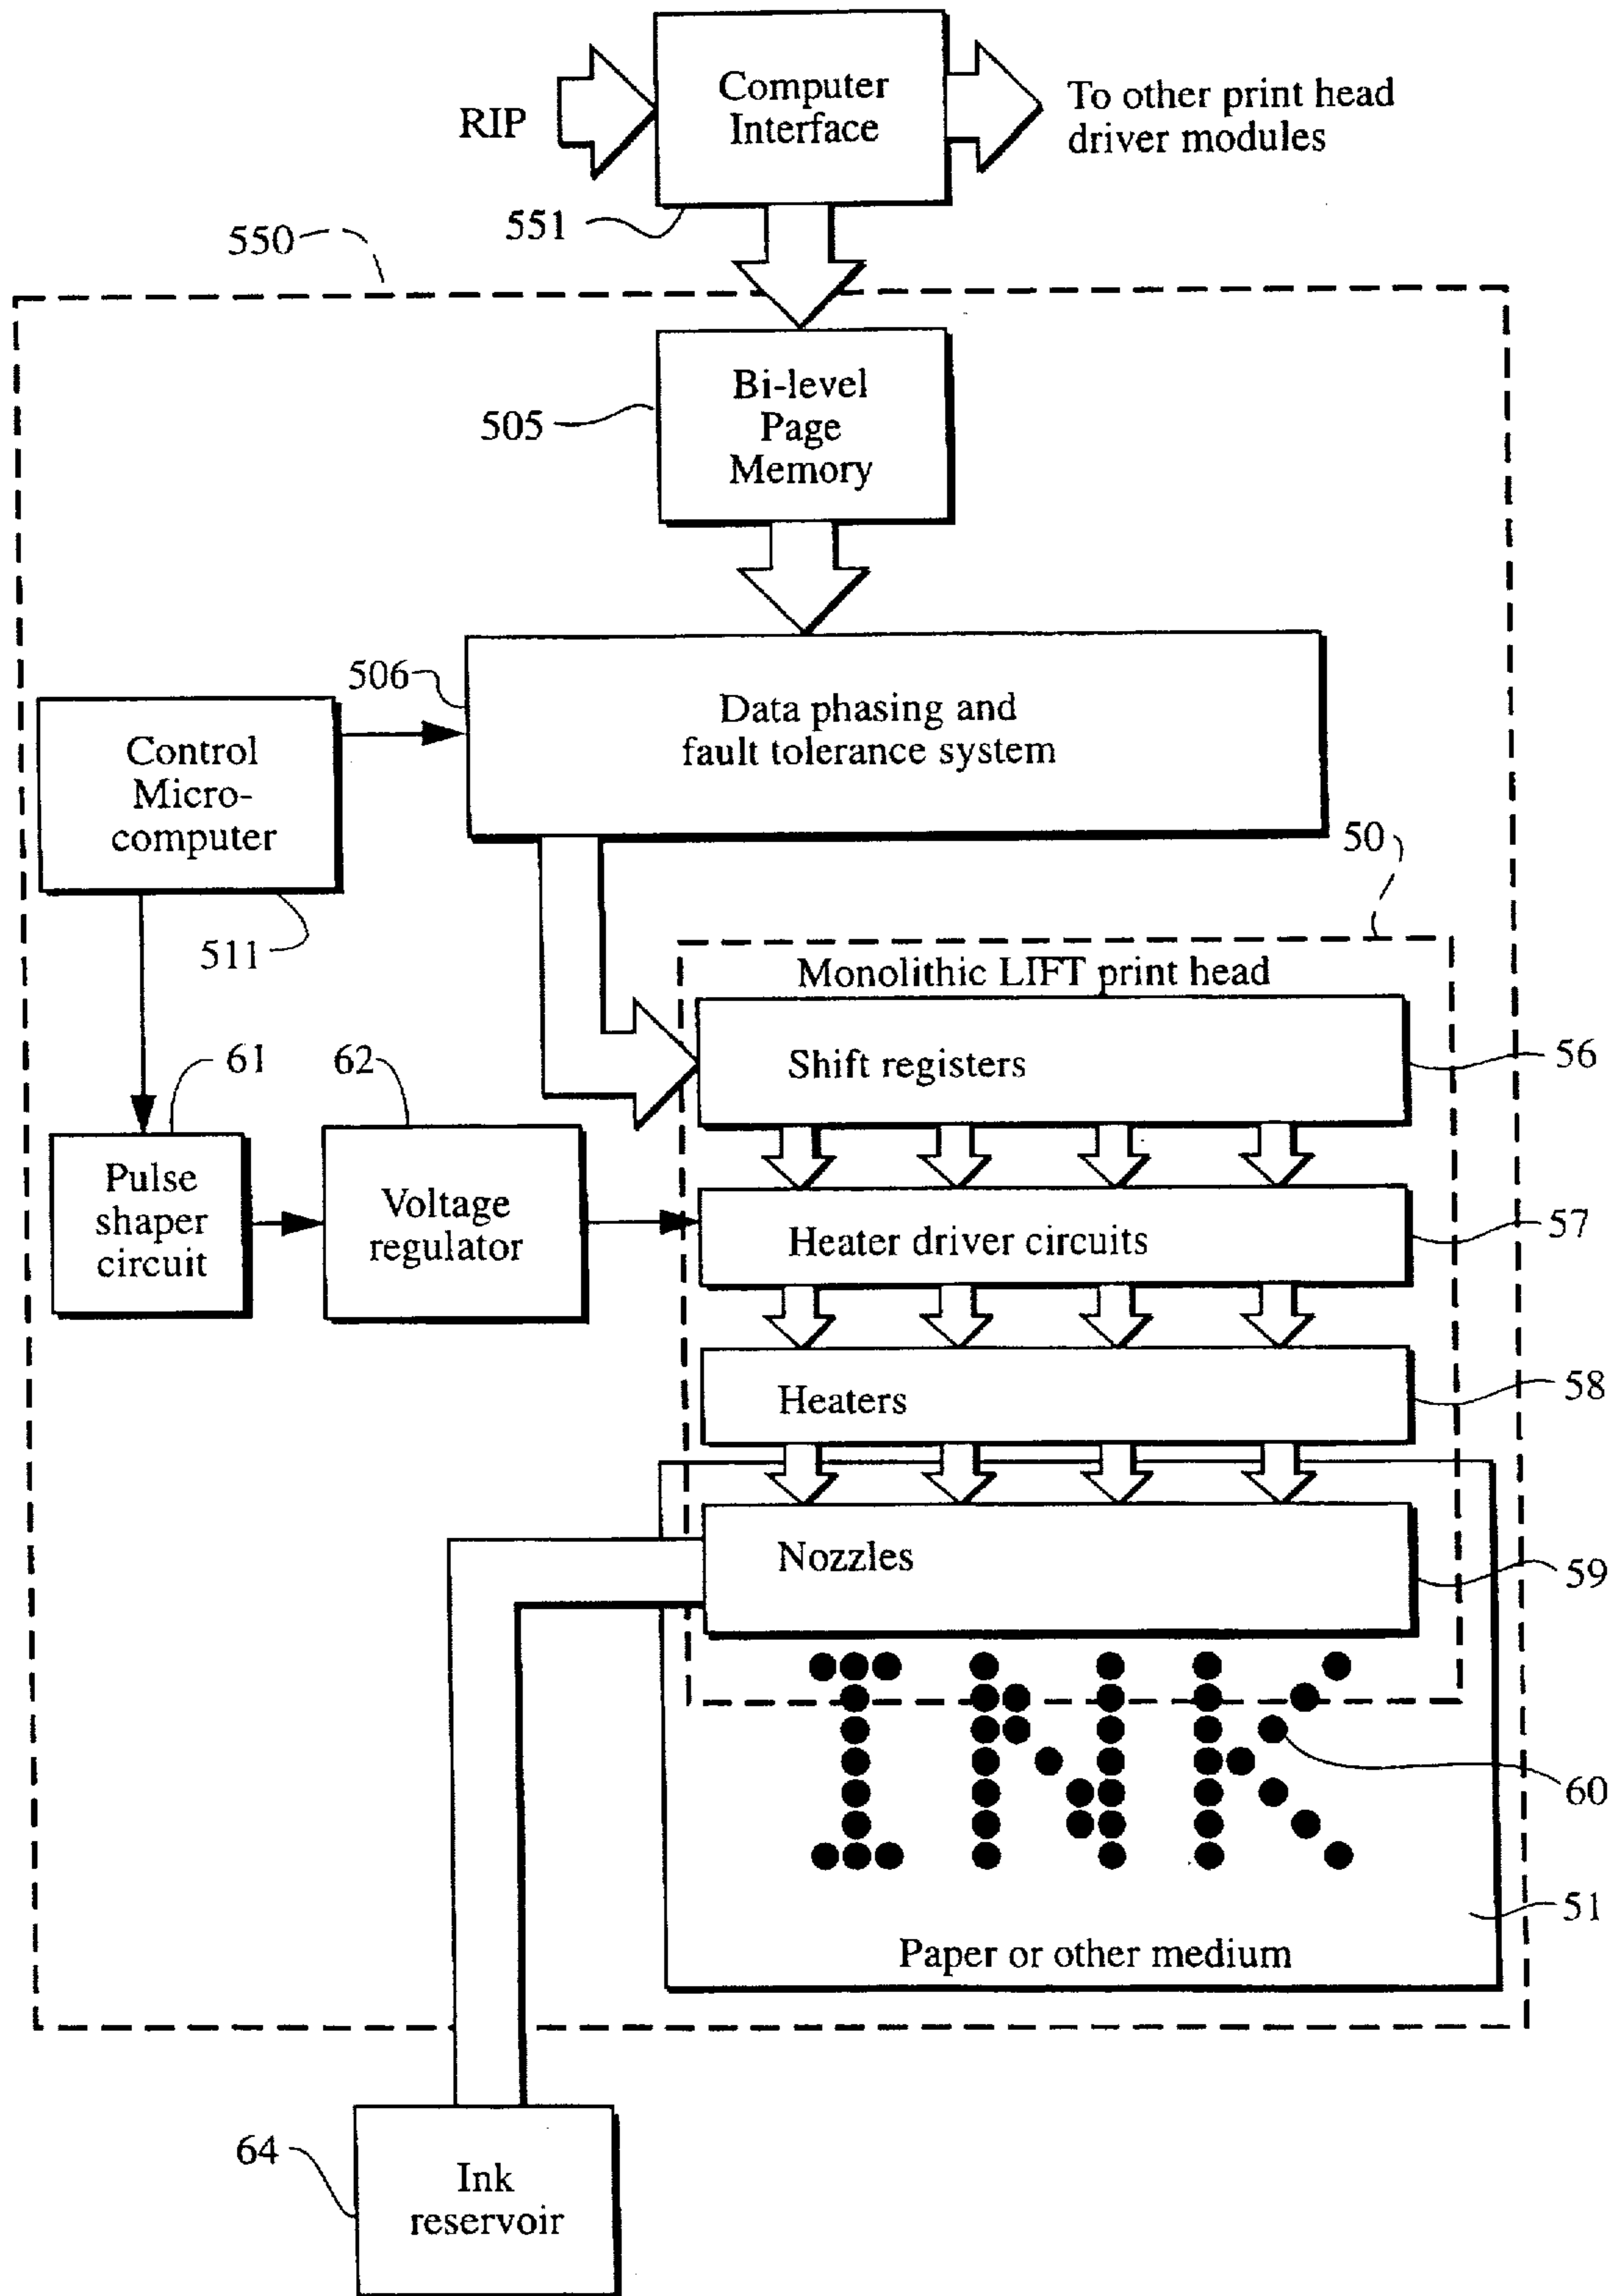 Computer
Interface
RIP
To other print head
driver modules
551
550
Bi-level
Page
Memory
505
506
Data phasing and
fault tolerance system
Control
Micro-
computer
511
50
Monolithic LIFT print head
Shift registers
56
61
62
Pulse
shaper
circuit
Voltage
regulator
Heater driver circuits
57
Heaters
58
Nozzles
59
INK
60
51
Paper or other medium
64
Ink
reservoir